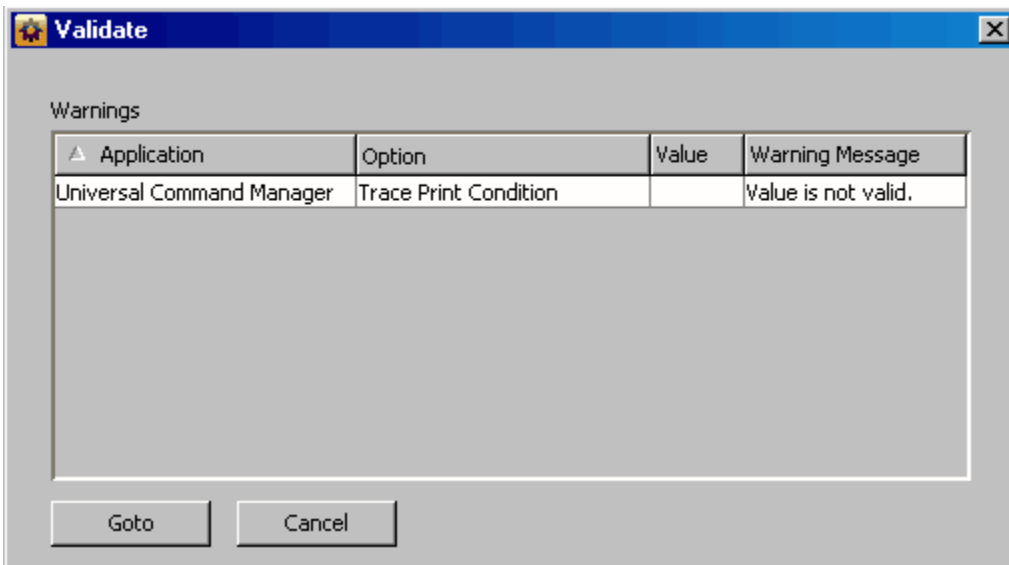 Validate
Warnings
Application Option Value Warning Message
Universal Command Manager Trace Print Condition Value is not valid.
Goto Cancel